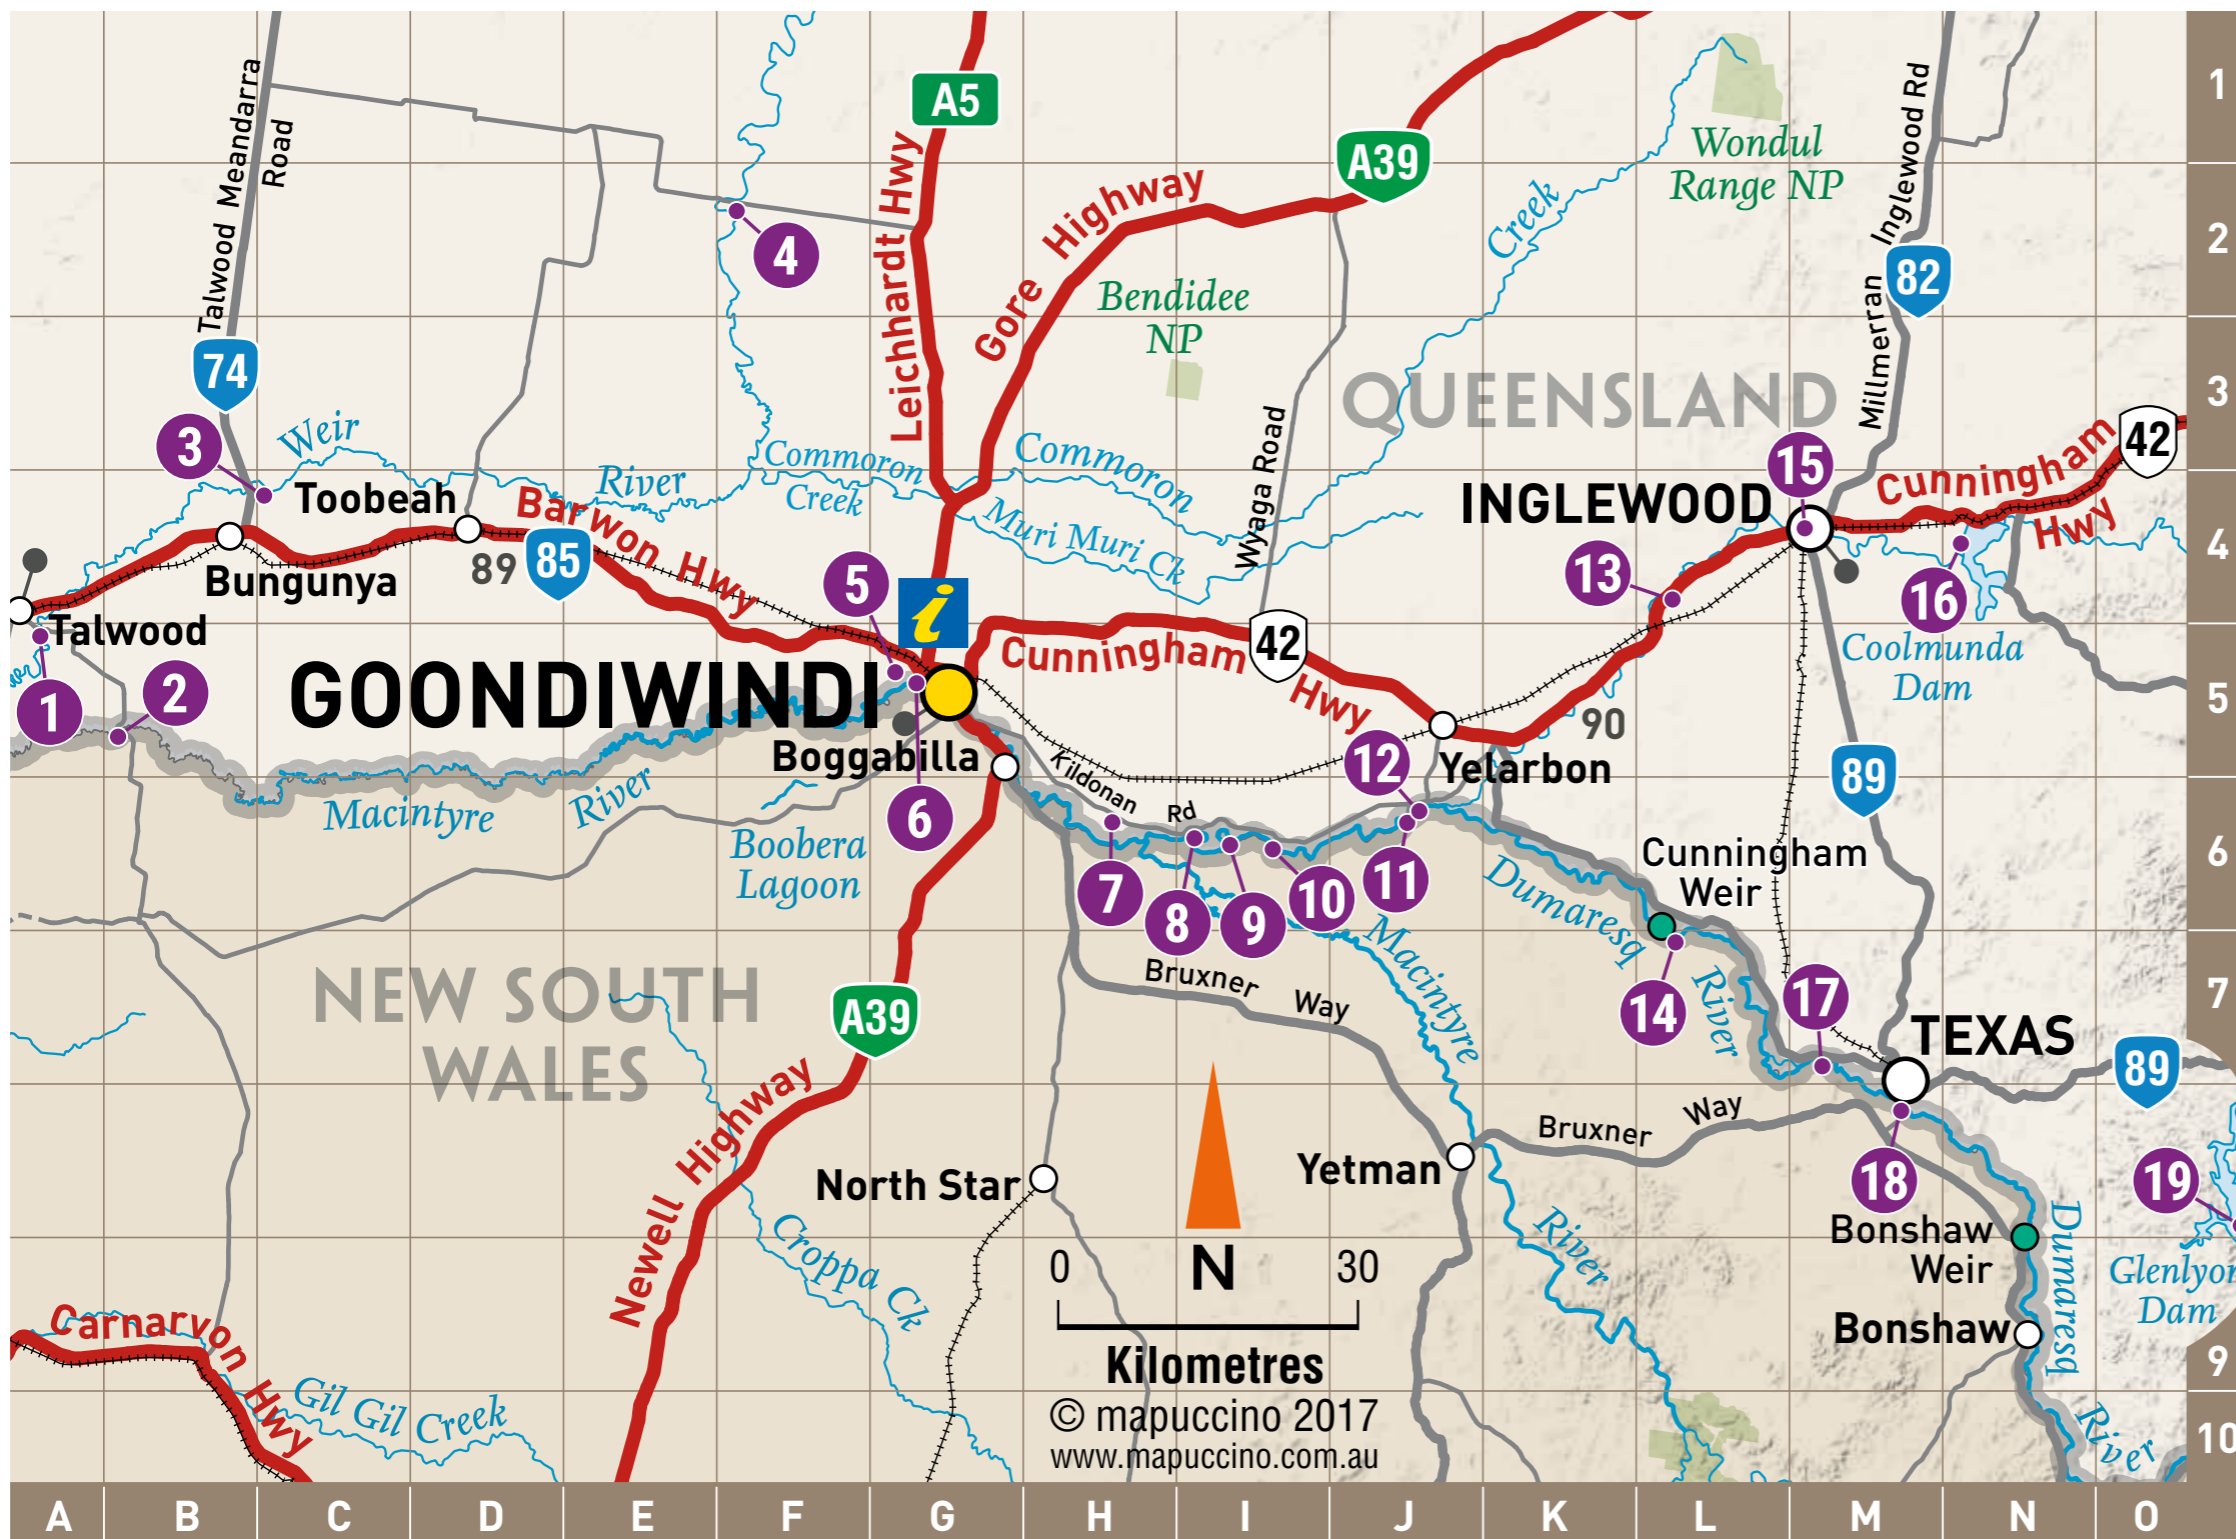 A5
1
Talwood Meandarra
Road
Leichhardt Hwy
A39
Wondul
Range NP
Inglewood Rd
Millmerran
Gore Highway
Creek
2
4
82
Bendidee
NP
74
QUEENSLAND
3
3
Weir
River
Commoron
Creek
Commoron
Muri Muri Ck
Wyaga Road
15
Cunningham
Hwy
42
INGLEWOOD
4
Toobeah
Barwon Hwy
89
85
Bungunya
5
i
13
16
Talwood
Cunningham
42
Hwy
Coolmunda
Dam
1
2
GOONDIWINDI
5
90
Boggabilla
12
Yelarbon
89
Macintyre
River
6
Kildonan
Rd
Boobera
Lagoon
7
8
9
10
11
Dumaresq
River
Cunningham
Weir
6
NEW SOUTH
WALES
A39
Bruxner
Way
Macintyre
River
14
17
7
TEXAS
89
Newell Highway
North Star
Yetman
Bruxner
Way
18
19
Bonshaw
Weir
Dumaresq
River
Croppa Ck
Dam
Bonshaw
9
Carnarvon
Hwy
Gil Gil Creek
N
0 30
Kilometres
© mapuccino 2017
www.mapuccino.com.au
10
A B C D E F G H I J K L M N O